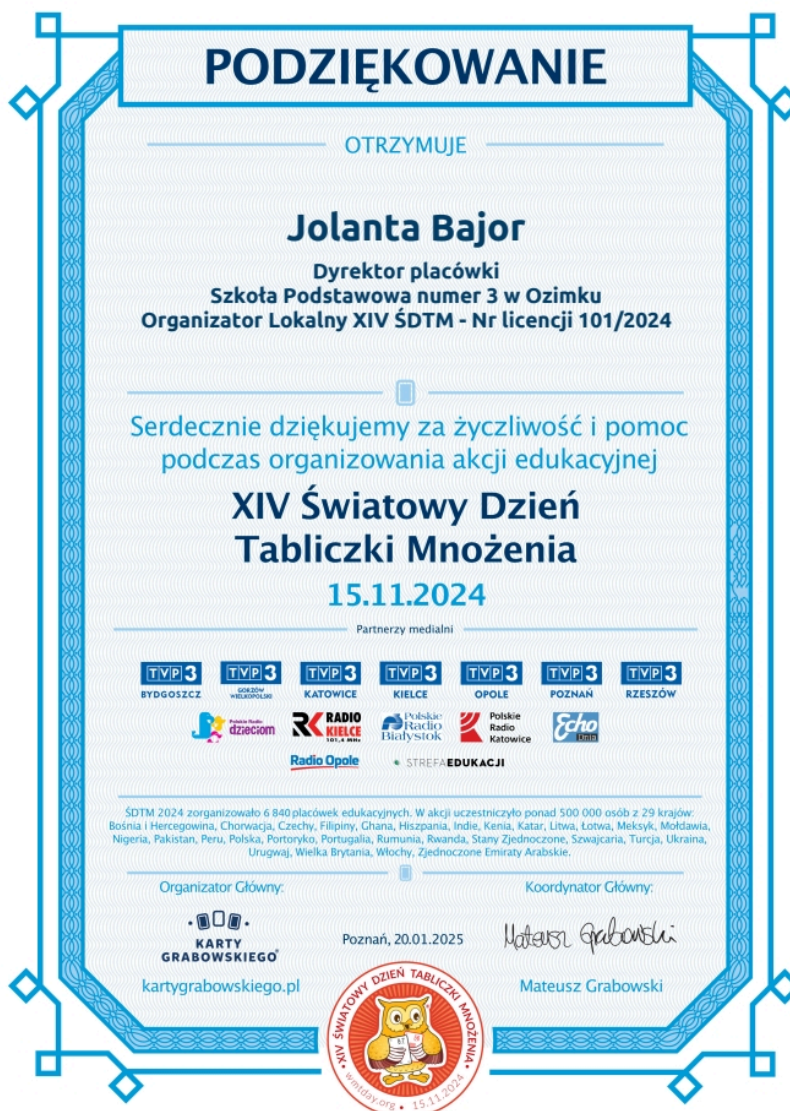 PODZIĘKOWANIE
OTRZYMUJE
Jolanta Bajor
Dyrektor placówki
Szkoła Podstawowa numer 3 w Ozimku
Organizator Lokalny XIV ŚDTM - Nr licencji 101/2024
Serdecznie dziękujemy za życzliwość i pomoc
podczas organizowania akcji edukacyjnej
XIV Światowy Dzień
Tabliczki Mnożenia
15.11.2024
Partnerzy medialni
TVP3 BYDGOSZCZ
TVP3 GORZÓW WIELKOPOLSKI
TVP3 KATOWICE
TVP3 KIELCE
TVP3 OPOLE
TVP3 POZNAŃ
TVP3 RZESZÓW
Polskie Radio dzieciom
RK RADIO KIELCE 101,4 MHz
Polskie Radio Białystok
Polskie Radio Katowice
Echo Dnia
Radio Opole
STREFAEDUKACJI
ŚDTM 2024 zorganizowało 6 840 placówek edukacyjnych. W akcji uczestniczyło ponad 500 000 osób z 29 krajów:
Bośnia i Hercegowina, Chorwacja, Czechy, Filipiny, Ghana, Hiszpania, Indie, Kenia, Katar, Litwa, Łotwa, Meksyk, Mołdawia,
Nigeria, Pakistan, Peru, Polska, Portoryko, Portugalia, Rumunia, Rwanda, Stany Zjednoczone, Szwajcaria, Turcja, Ukraina,
Urugwaj, Wielka Brytania, Włochy, Zjednoczone Emiraty Arabskie.
Organizator Główny:
Koordynator Główny:
KARTY
GRABOWSKIEGO®
Poznań, 20.01.2025
Mateusz Grabowski
kartygrabowskiego.pl
Mateusz Grabowski
• XIV ŚWIATOWY DZIEŃ TABLICZKI MNOŻENIA •
wmtday.org • 15.11.2024